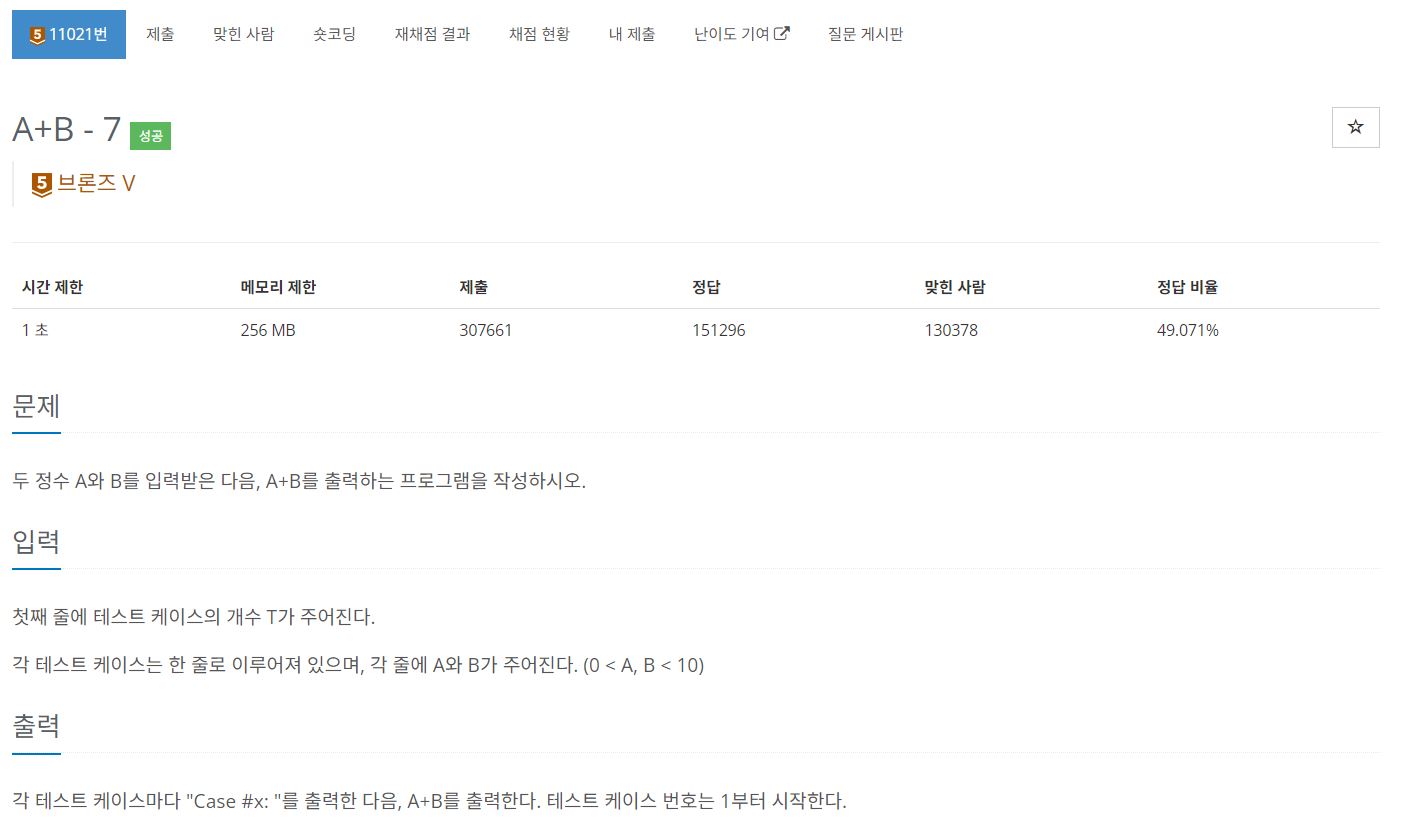 5 11021번 제출 맞힌 사람 숏코딩 재채점 결과 채점 현황 내 제출 난이도 기여 질문 게시판
A+B - 7 성공
5 브론즈 V
시간 제한 메모리 제한 제출 정답 맞힌 사람 정답 비율
1 초 256 MB 307661 151296 130378 49.071%
문제
두 정수 A와 B를 입력받은 다음, A+B를 출력하는 프로그램을 작성하시오.
입력
첫째 줄에 테스트 케이스의 개수 T가 주어진다.
각 테스트 케이스는 한 줄로 이루어져 있으며, 각 줄에 A와 B가 주어진다. (0 < A, B < 10)
출력
각 테스트 케이스마다 "Case #x: "를 출력한 다음, A+B를 출력한다. 테스트 케이스 번호는 1부터 시작한다.